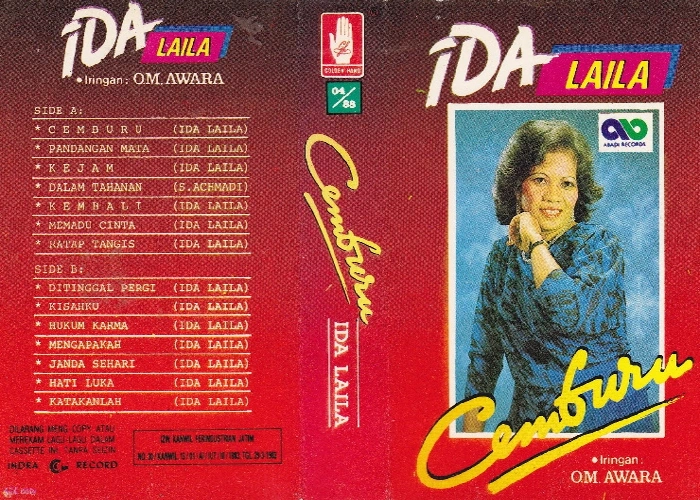 IDA
LAILA
•Iringan: O.M. AWARA
SIDE A:
* CEMBURU (IDA LAILA)
* PANDANGAN MATA (IDA LAILA)
* KEJAM (IDA LAILA)
* DALAM TAHANAN (S.ACHMADI)
* KEMBALI (IDA LAILA)
* MEMADU CINTA (IDA LAILA)
* RATAP TANGIS (IDA LAILA)
SIDE B:
* DITINGGAL PERGI (IDA LAILA)
* KISAHKU (IDA LAILA)
* HUKUM KARMA (IDA LAILA)
* MENGAPAKAH (IDA LAILA)
* JANDA SEHARI (IDA LAILA)
* HATI LUKA (IDA LAILA)
* KATAKANLAH (IDA LAILA)
DILARANG MENG COPY ATAU
MEREKAM LAGU-LAGU DALAM
CASSETTE INI TANPA SEIZIN
INDRA RECORD
IZIN KANWIL PERINDUSTRIAN JATIM
GOLDEN HAND
04/88
Cemburu
IDA LAILA
IDA
LAILA
ABADI RECORDS
Cemburu
•Iringan:
O.M. AWARA